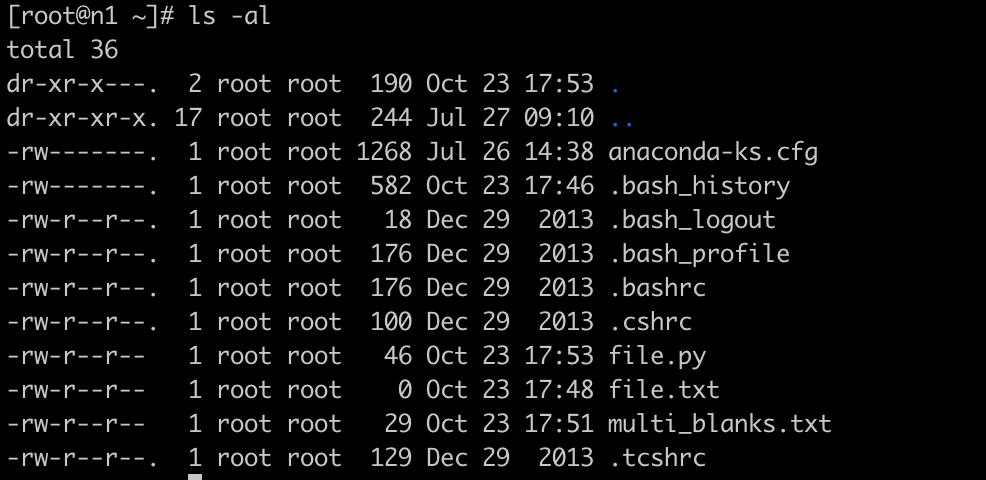 [root@n1 ~]# ls -al
total 36
dr-xr-x---.  2 root root  190 Oct 23 17:53 .
dr-xr-xr-x. 17 root root  244 Jul 27 09:10 ..
-rw-------.  1 root root 1268 Jul 26 14:38 anaconda-ks.cfg
-rw-------.  1 root root  582 Oct 23 17:46 .bash_history
-rw-r--r--.  1 root root   18 Dec 29  2013 .bash_logout
-rw-r--r--.  1 root root  176 Dec 29  2013 .bash_profile
-rw-r--r--.  1 root root  176 Dec 29  2013 .bashrc
-rw-r--r--.  1 root root  100 Dec 29  2013 .cshrc
-rw-r--r--   1 root root   46 Oct 23 17:53 file.py
-rw-r--r--   1 root root    0 Oct 23 17:48 file.txt
-rw-r--r--   1 root root   29 Oct 23 17:51 multi_blanks.txt
-rw-r--r--.  1 root root  129 Dec 29  2013 .tcshrc